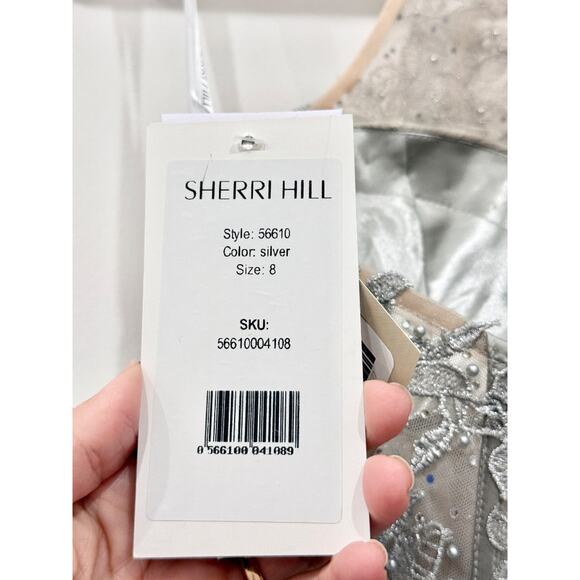 SHERRI HILL
Style: 56610
Color: silver
Size: 8
SKU:
56610004108
0 566100 041089